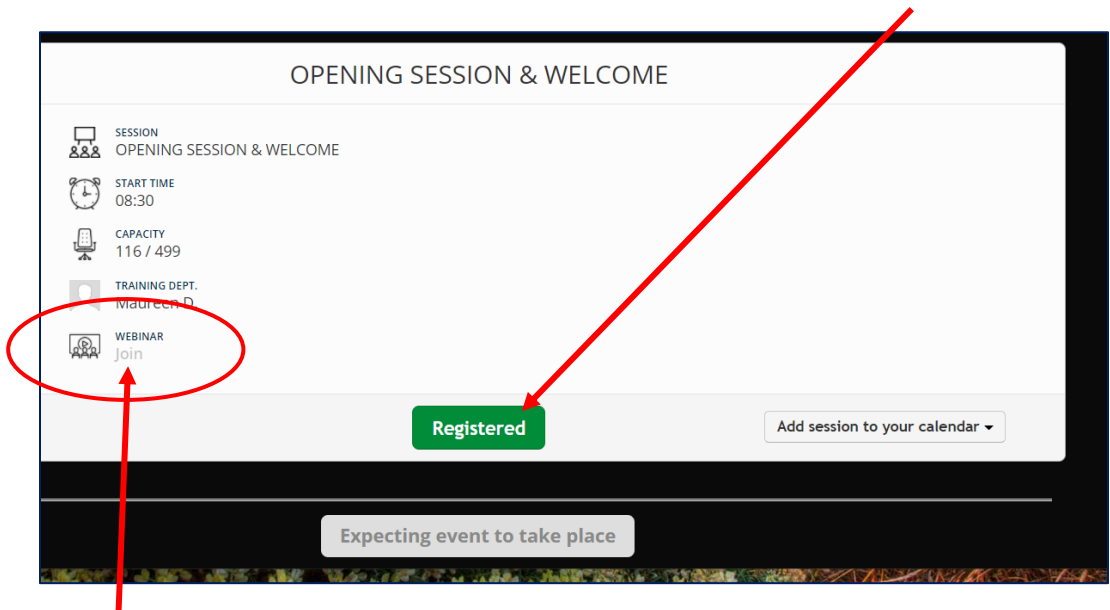 OPENING SESSION & WELCOME
SESSION
OPENING SESSION & WELCOME
START TIME
08:30
CAPACITY
116 / 499
TRAINING DEPT.
Maureen D.
WEBINAR
Join
Registered
Add session to your calendar
Expecting event to take place